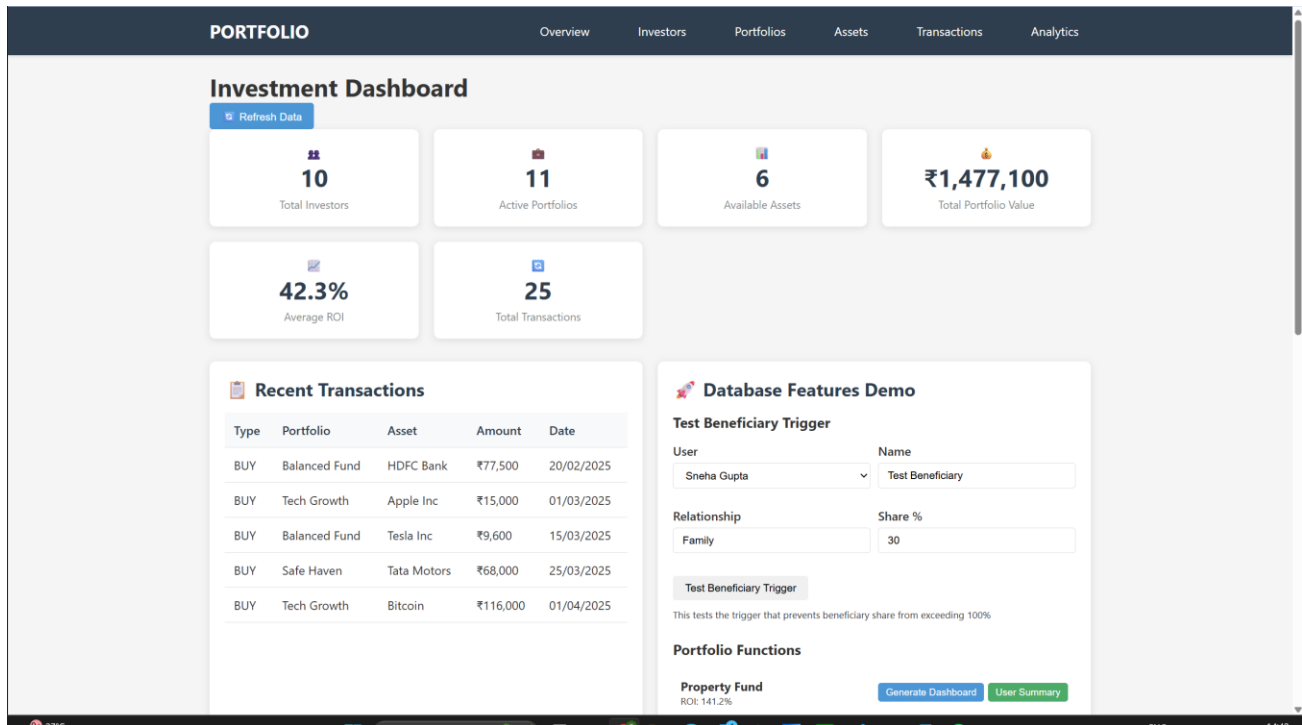 PORTFOLIO Overview Investors Portfolios Assets Transactions Analytics
Investment Dashboard
Refresh Data
10
Total Investors
11
Active Portfolios
6
Available Assets
₹1,477,100
Total Portfolio Value
42.3%
Average ROI
25
Total Transactions
Recent Transactions
Type Portfolio Asset Amount Date
BUY Balanced Fund HDFC Bank ₹77,500 20/02/2025
BUY Tech Growth Apple Inc ₹15,000 01/03/2025
BUY Balanced Fund Tesla Inc ₹9,600 15/03/2025
BUY Safe Haven Tata Motors ₹68,000 25/03/2025
BUY Tech Growth Bitcoin ₹116,000 01/04/2025
Database Features Demo
Test Beneficiary Trigger
User Name
Sneha Gupta Test Beneficiary
Relationship Share %
Family 30
Test Beneficiary Trigger
This tests the trigger that prevents beneficiary share from exceeding 100%
Portfolio Functions
Property Fund
ROI: 141.2%
Generate Dashboard User Summary